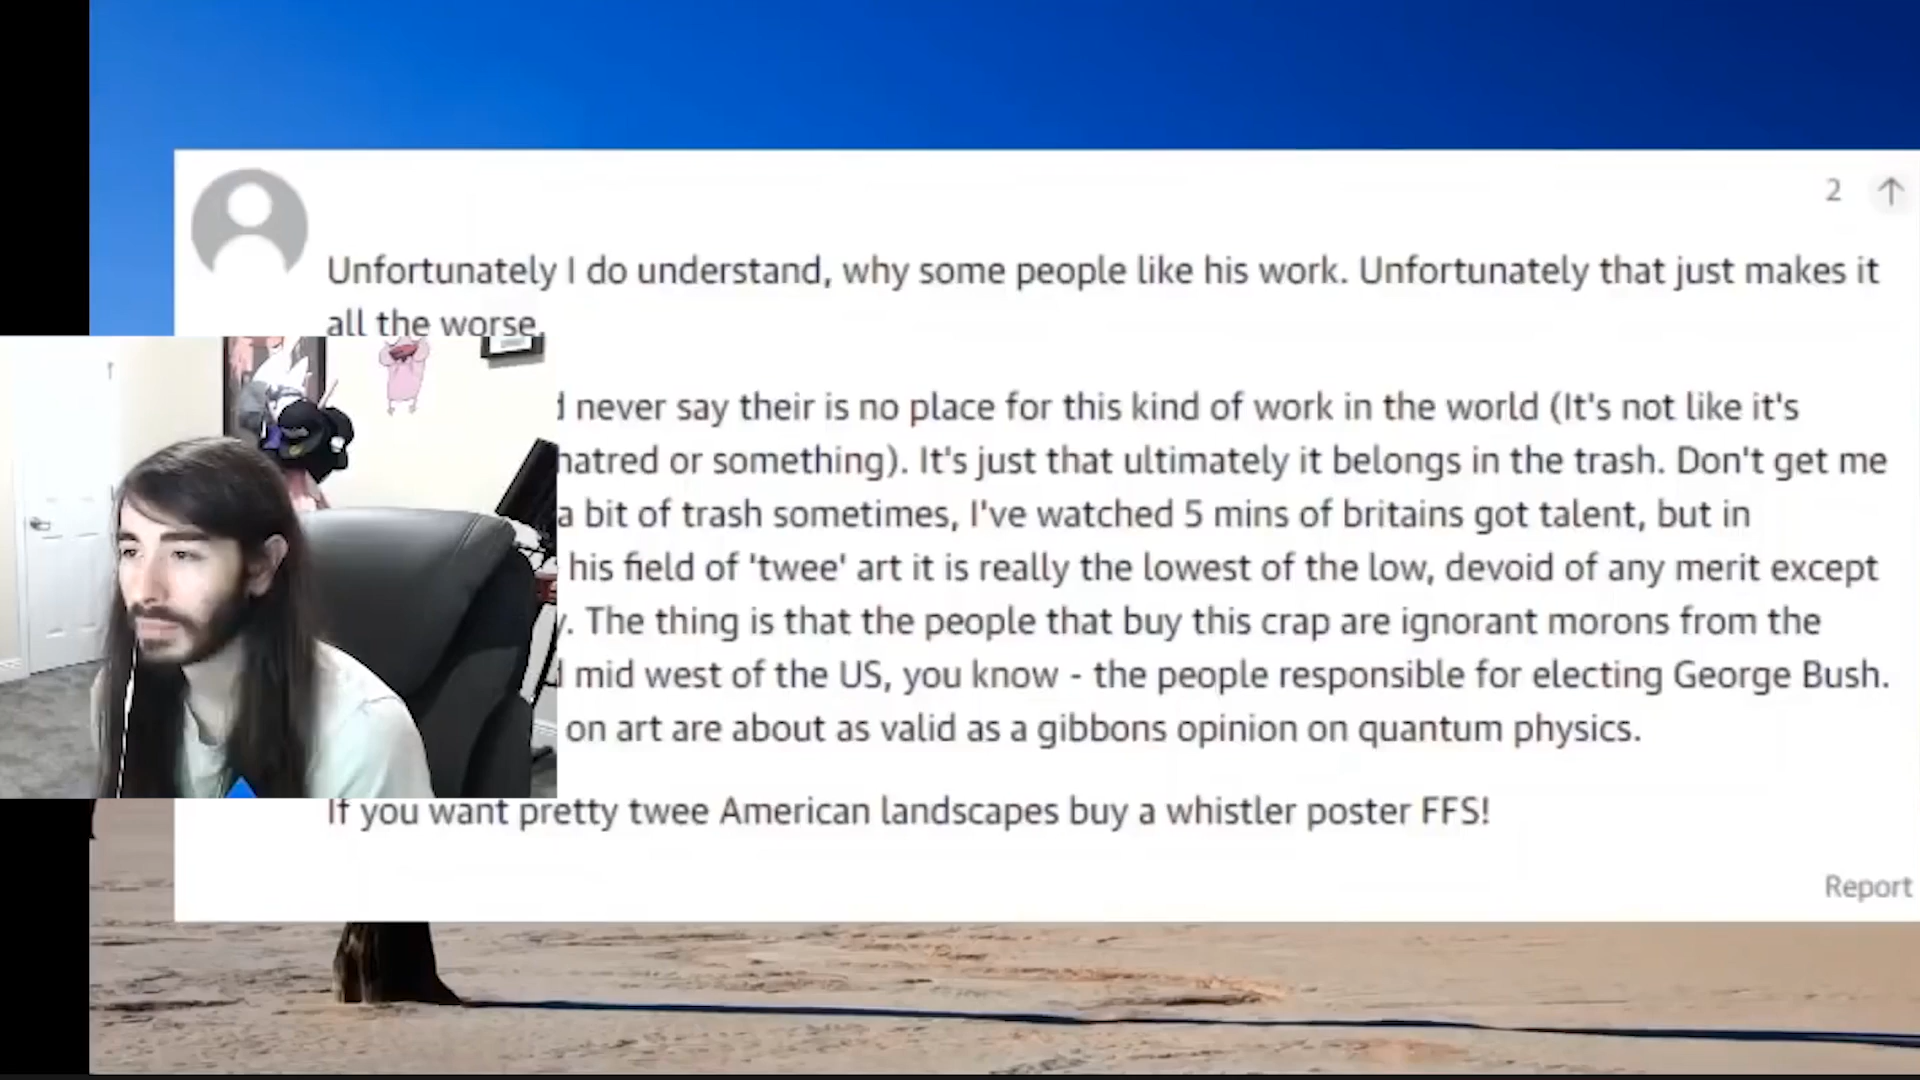 2
Unfortunately I do understand, why some people like his work. Unfortunately that just makes it
all the worse.
never say their is no place for this kind of work in the world (It's not like it's
hatred or something). It's just that ultimately it belongs in the trash. Don't get me
a bit of trash sometimes, I've watched 5 mins of britains got talent, but in
his field of 'twee' art it is really the lowest of the low, devoid of any merit except
The thing is that the people that buy this crap are ignorant morons from the
mid west of the US, you know - the people responsible for electing George Bush.
on art are about as valid as a gibbons opinion on quantum physics.
If you want pretty twee American landscapes buy a whistler poster FFS!
Report